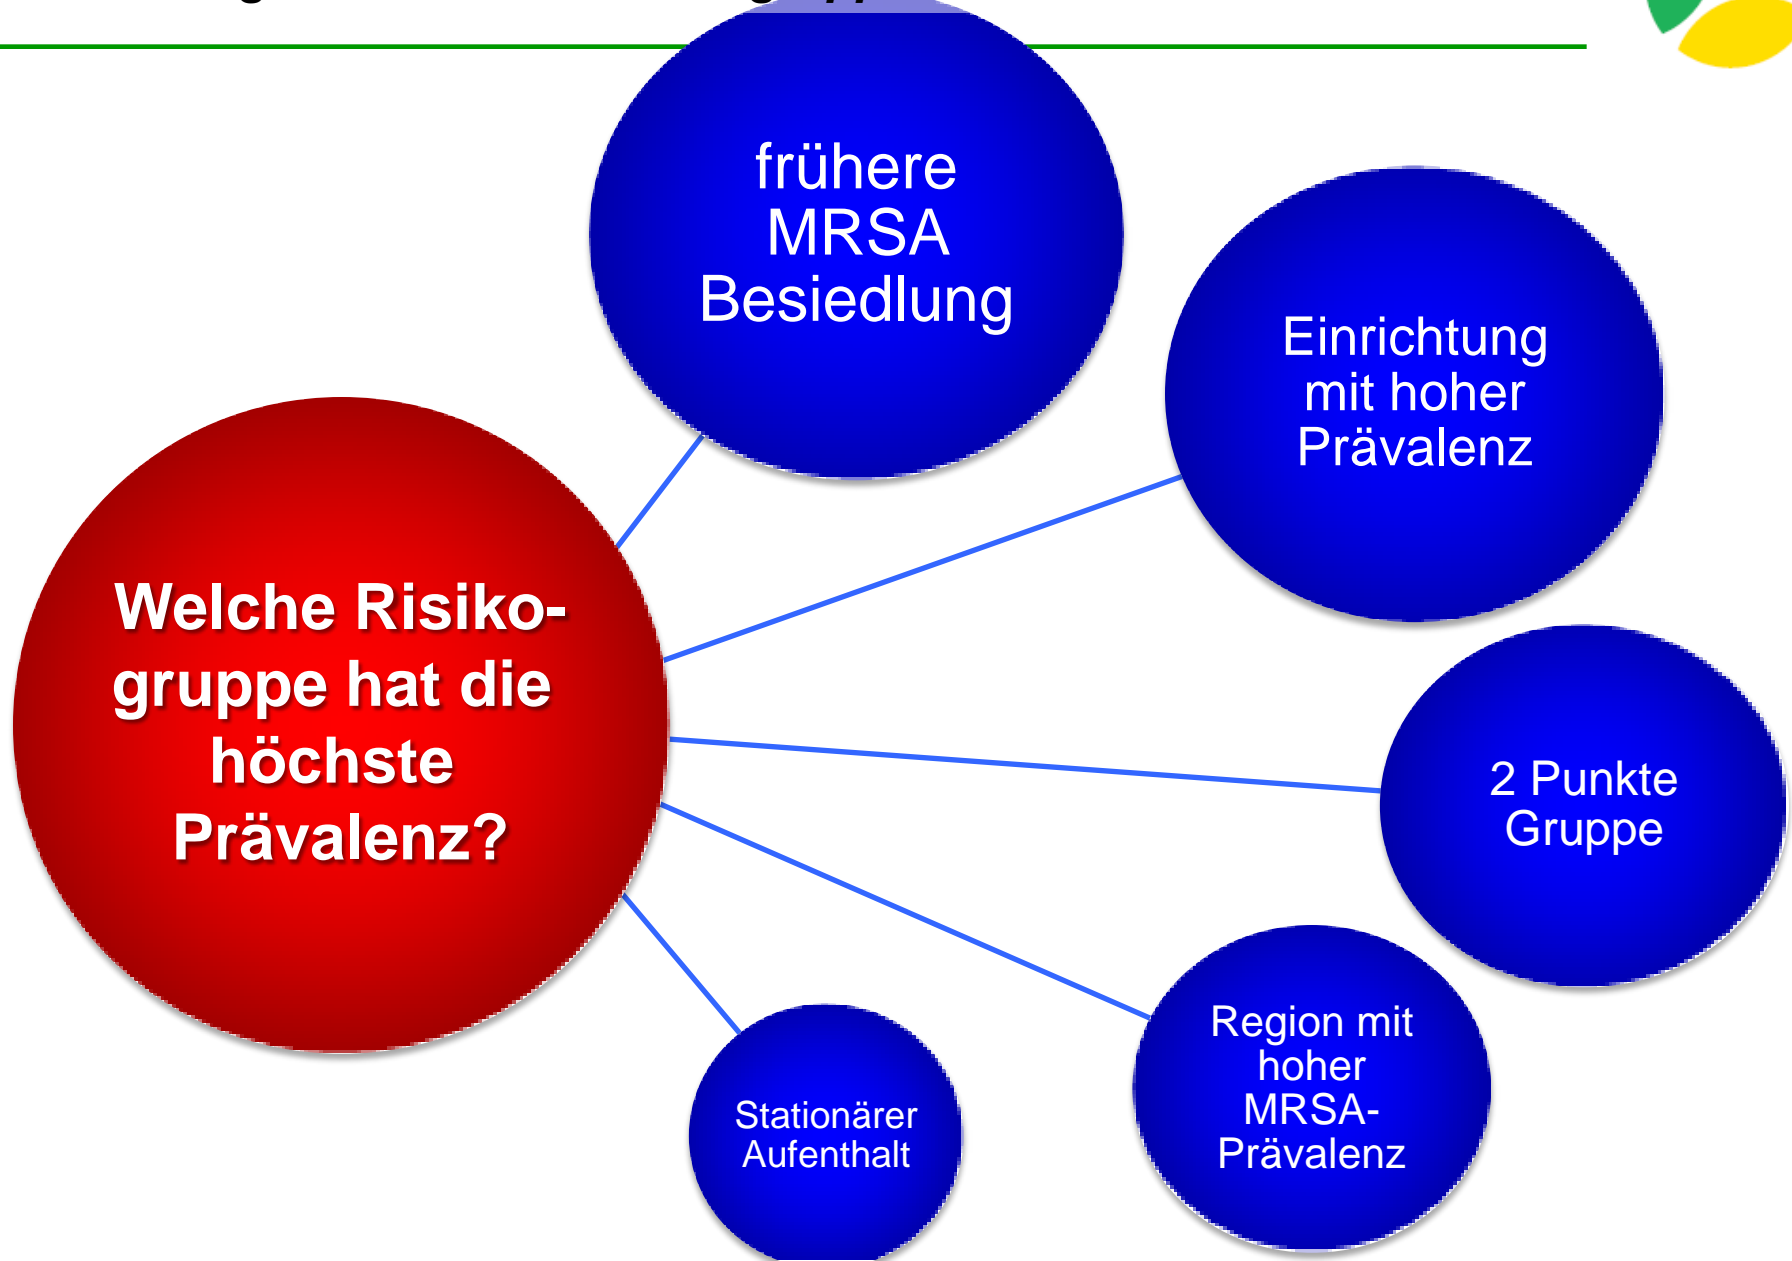 frühere
MRSA
Besiedlung
Einrichtung
mit hoher
Prävalenz
Welche Risiko-
gruppe hat die
höchste
Prävalenz?
2 Punkte
Gruppe
Region mit
hoher
MRSA-
Prävalenz
Stationärer
Aufenthalt